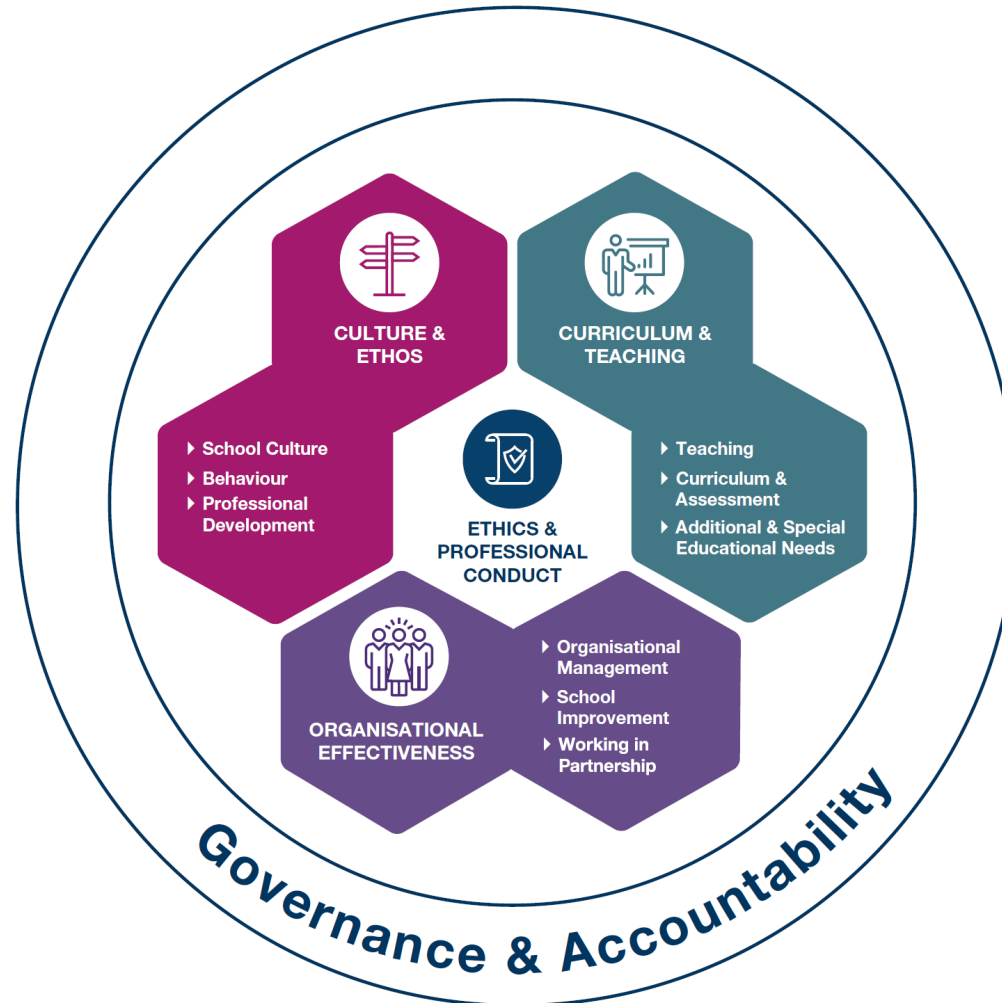 CULTURE &
ETHOS
School Culture
Behaviour
Professional
Development
CURRICULUM &
TEACHING
Teaching
Curriculum &
Assessment
Additional & Special
Educational Needs
ETHICS &
PROFESSIONAL
CONDUCT
ORGANISATIONAL
EFFECTIVENESS
Organisational
Management
School
Improvement
Working in
Partnership
Governance & Accountability